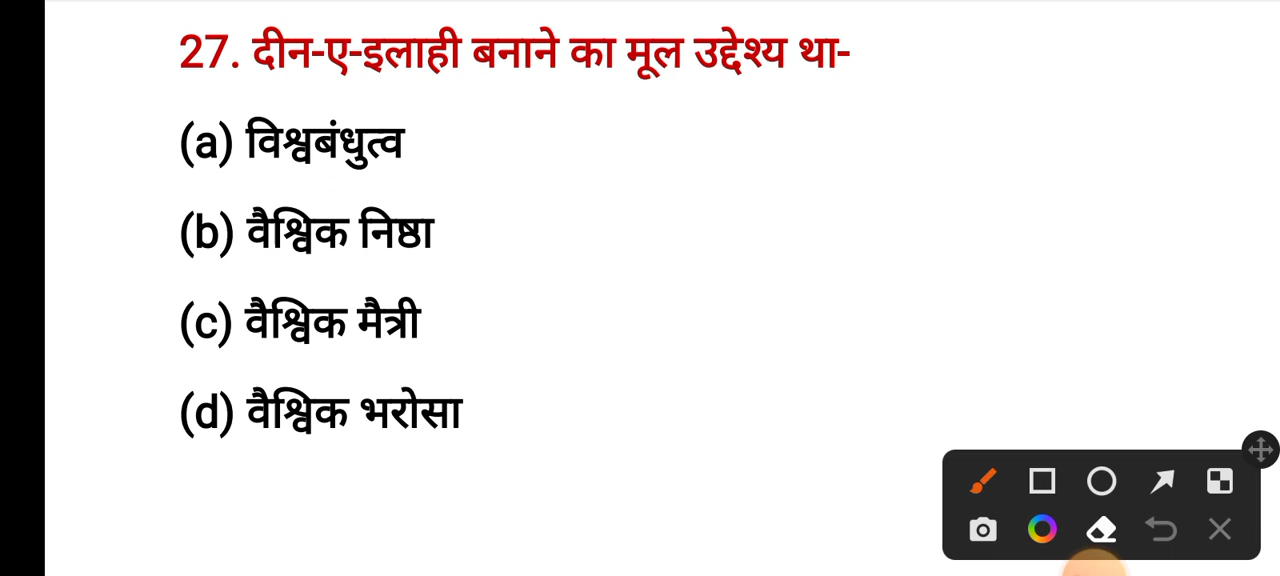 27. दीन-ए-इलाही बनाने का मूल उद्देश्य था-
(a) विश्वबंधुत्व
(b) वैश्विक निष्ठा
(c) वैश्विक मैत्री
(d) वैश्विक भरोसा